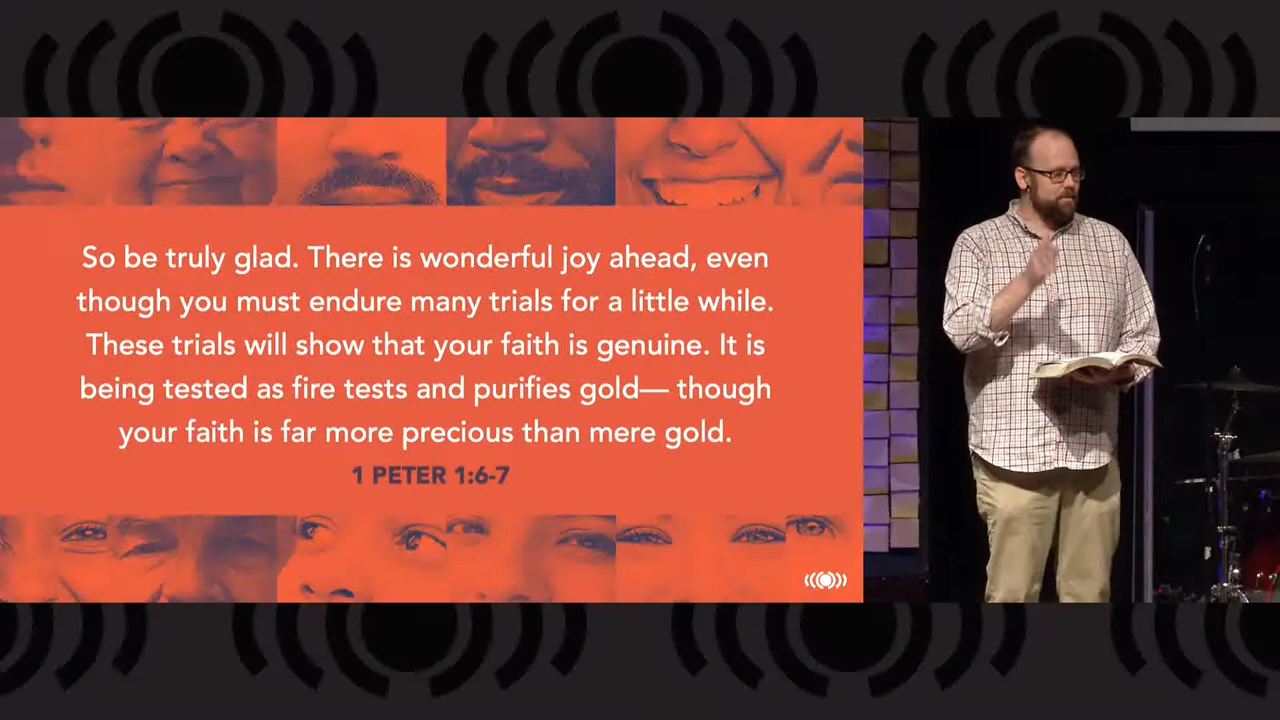 So be truly glad. There is wonderful joy ahead, even
though you must endure many trials for a little while.
These trials will show that your faith is genuine. It is
being tested as fire tests and purifies gold— though
your faith is far more precious than mere gold.
1 PETER 1:6-7